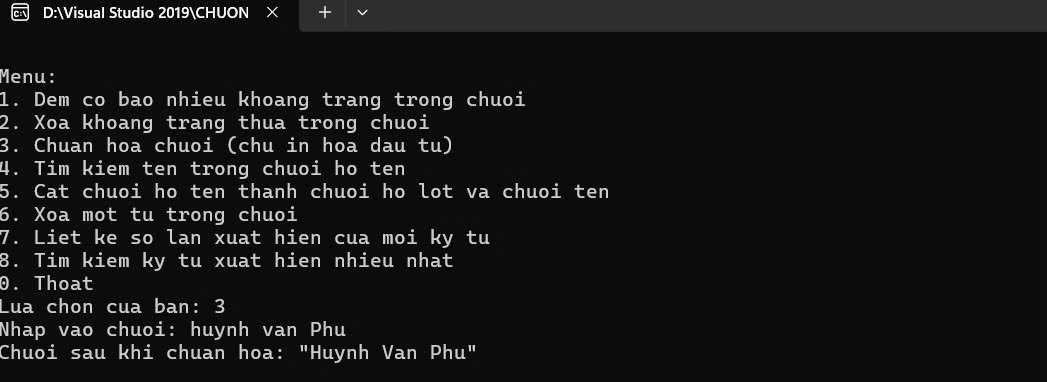 D:\Visual Studio 2019\CHUON
Menu:
1. Dem co bao nhieu khoang trang trong chuoi
2. Xoa khoang trang thua trong chuoi
3. Chuan hoa chuoi (chu in hoa dau tu)
4. Tim kiem ten trong chuoi ho ten
5. Cat chuoi ho ten thanh chuoi ho lot va chuoi ten
6. Xoa mot tu trong chuoi
7. Liet ke so lan xuat hien cua moi ky tu
8. Tim kiem ky tu xuat hien nhieu nhat
0. Thoat
Lua chon cua ban: 3
Nhap vao chuoi: huynh van Phu
Chuoi sau khi chuan hoa: "Huynh Van Phu"